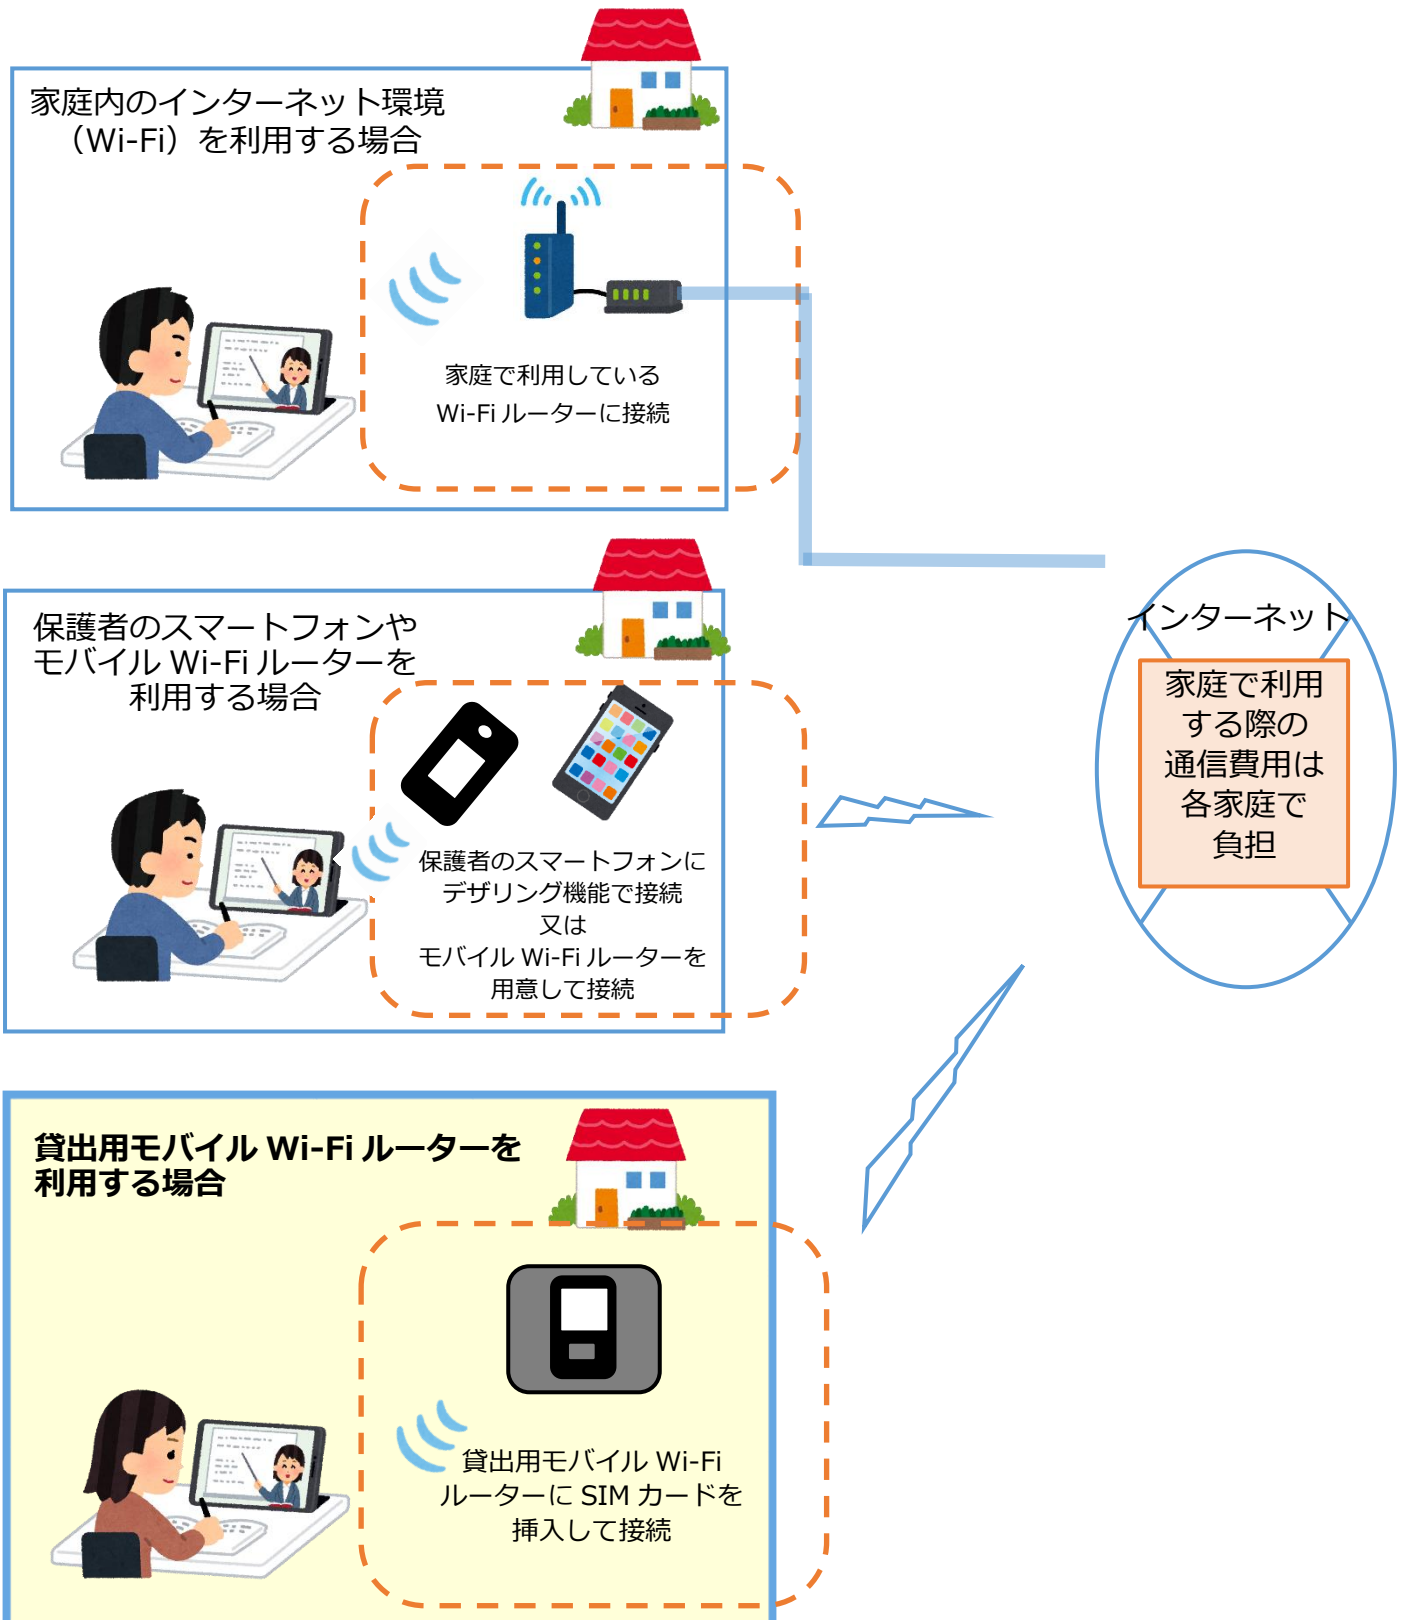 家庭内のインターネット環境
（Wi-Fi）を利用する場合
家庭で利用している
Wi-Fi ルーターに接続
保護者のスマートフォンや
モバイル Wi-Fi ルーターを
利用する場合
保護者のスマートフォンに
デザリング機能で接続
又は
モバイル Wi-Fi ルーターを
用意して接続
インターネット
家庭で利用
する際の
通信費用は
各家庭で
負担
貸出用モバイル Wi-Fi ルーターを
利用する場合
貸出用モバイル Wi-Fi
ルーターに SIM カードを
挿入して接続